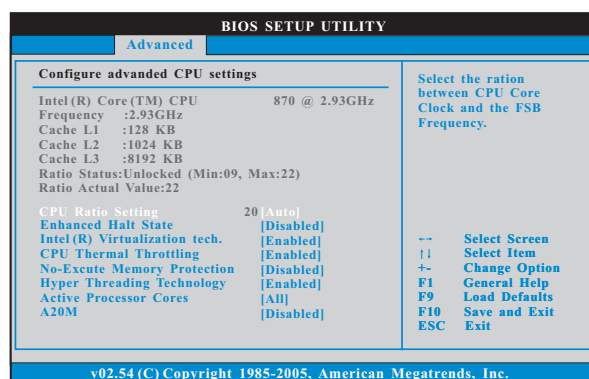 BIOS SETUP UTILITY
Advanced
Configure advanded CPU settings
Intel(R) Core(TM) CPU 870 @ 2.93GHz
Frequency :2.93GHz
Cache L1 :128 KB
Cache L2 :1024 KB
Cache L3 :8192 KB
Ratio Status:Unlocked (Min:09, Max:22)
Ratio Actual Value:22
CPU Ratio Setting 20 [Auto]
Enhanced Halt State [Disabled]
Intel(R) Virtualization tech. [Enabled]
CPU Thermal Throttling [Enabled]
No-Excute Memory Protection [Disabled]
Hyper Threading Technology [Enabled]
Active Processor Cores [All]
A20M [Disabled]
Select the ration
between CPU Core
Clock and the FSB
Frequency.
←→ Select Screen
↑↓ Select Item
+- Change Option
F1 General Help
F9 Load Defaults
F10 Save and Exit
ESC Exit
v02.54 (C) Copyright 1985-2005, American Megatrends, Inc.